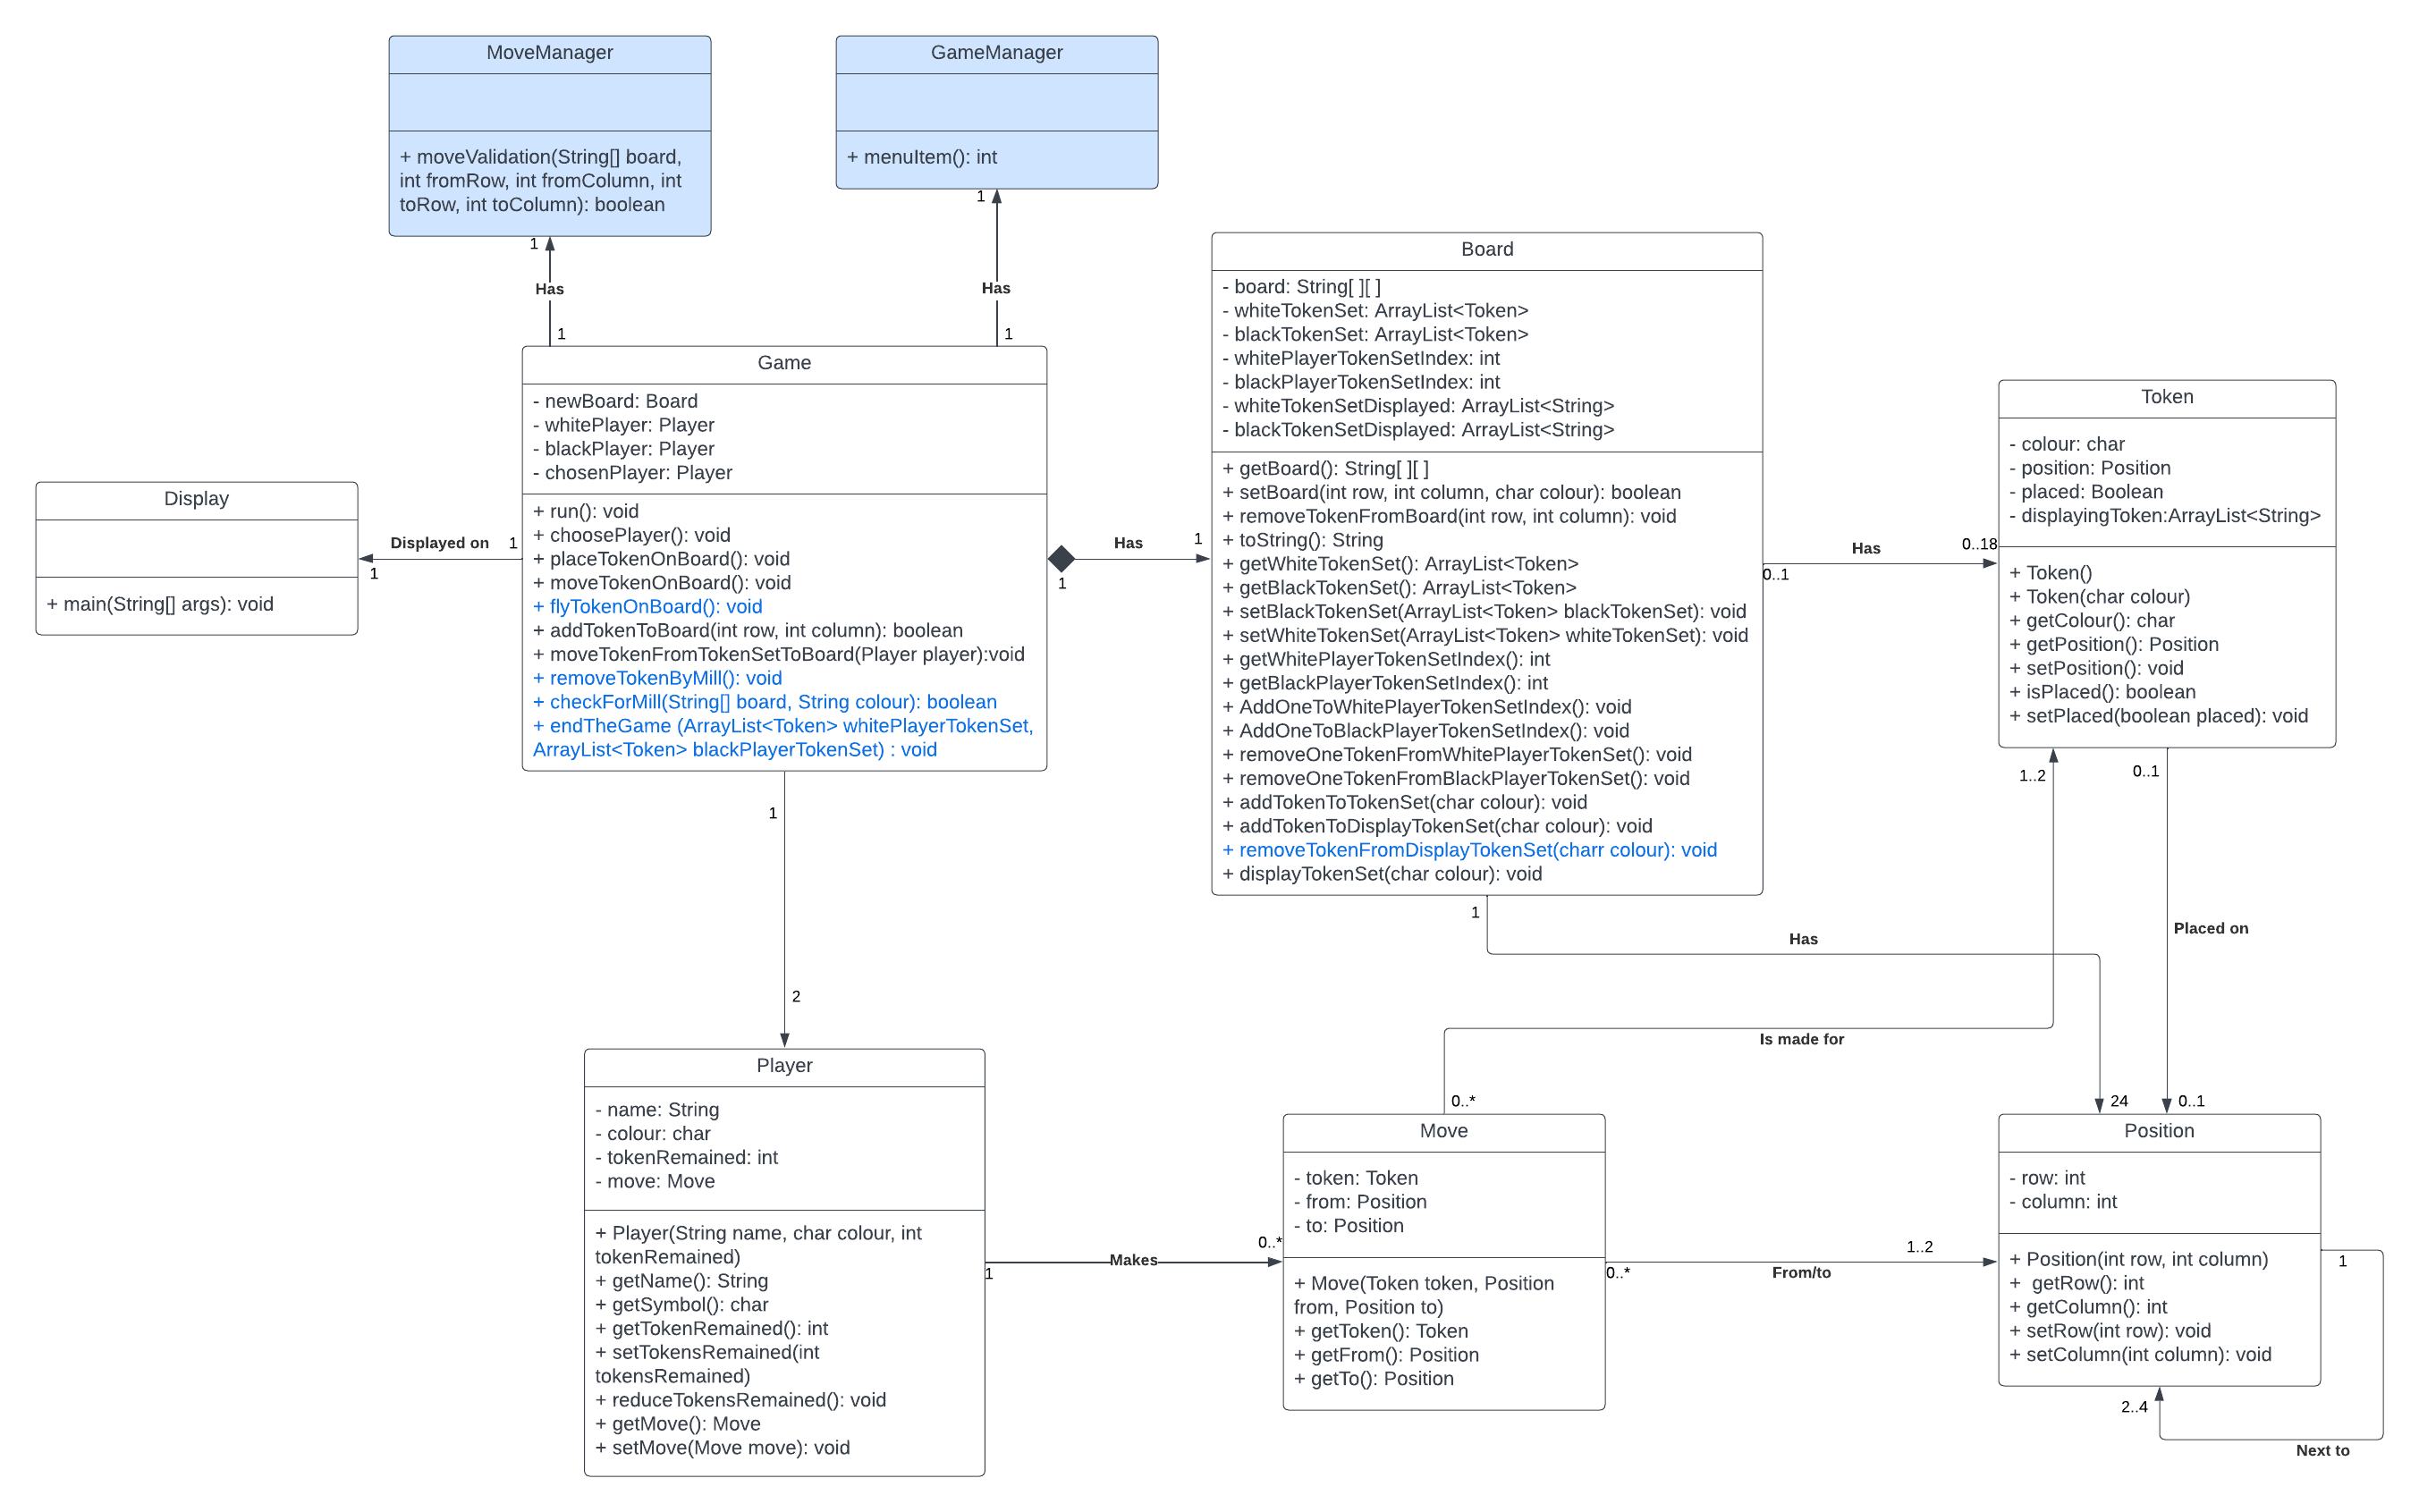 MoveManager
+ moveValidation(String[] board,
int fromRow, int fromColumn, int
toRow, int toColumn): boolean
GameManager
+ menuItem(): int
1
Has
1
1
Has
1
Game
- newBoard: Board
- whitePlayer: Player
- blackPlayer: Player
- chosenPlayer: Player
+ run(): void
+ choosePlayer(): void
+ placeTokenOnBoard(): void
+ moveTokenOnBoard(): void
+ flyTokenOnBoard(): void
+ addTokenToBoard(int row, int column): boolean
+ moveTokenFromTokenSetToBoard(Player player):void
+ removeTokenByMill(): void
+ checkForMill(String[] board, String colour): boolean
+ endTheGame (ArrayList<Token> whitePlayerTokenSet,
ArrayList<Token> blackPlayerTokenSet) : void
Display
+ main(String[] args): void
Displayed on
1
1
Has
1
1
Board
- board: String[ ][ ]
- whiteTokenSet: ArrayList<Token>
- blackTokenSet: ArrayList<Token>
- whitePlayerTokenSetIndex: int
- blackPlayerTokenSetIndex: int
- whiteTokenSetDisplayed: ArrayList<String>
- blackTokenSetDisplayed: ArrayList<String>
+ getBoard(): String[ ][ ]
+ setBoard(int row, int column, char colour): boolean
+ removeTokenFromBoard(int row, int column): void
+ toString(): String
+ getWhiteTokenSet(): ArrayList<Token>
+ getBlackTokenSet(): ArrayList<Token>
+ setBlackTokenSet(ArrayList<Token> blackTokenSet): void
+ setWhiteTokenSet(ArrayList<Token> whiteTokenSet): void
+ getWhitePlayerTokenSetIndex(): int
+ getBlackPlayerTokenSetIndex(): int
+ AddOneToWhitePlayerTokenSetIndex(): void
+ AddOneToBlackPlayerTokenSetIndex(): void
+ removeOneTokenFromWhitePlayerTokenSet(): void
+ removeOneTokenFromBlackPlayerTokenSet(): void
+ addTokenToTokenSet(char colour): void
+ addTokenToDisplayTokenSet(char colour): void
+ removeTokenFromDisplayTokenSet(charr colour): void
+ displayTokenSet(char colour): void
Has
0..1
0..18
Token
- colour: char
- position: Position
- placed: Boolean
- displayingToken:ArrayList<String>
+ Token()
+ Token(char colour)
+ getColour(): char
+ getPosition(): Position
+ setPosition(): void
+ isPlaced(): boolean
+ setPlaced(boolean placed): void
1
2
1
Has
24
1..2
Is made for
0..*
0..1
Placed on
0..1
Player
- name: String
- colour: char
- tokenRemained: int
- move: Move
+ Player(String name, char colour, int
tokenRemained)
+ getName(): String
+ getSymbol(): char
+ getTokenRemained(): int
+ setTokensRemained(int
tokensRemained)
+ reduceTokensRemained(): void
+ getMove(): Move
+ setMove(Move move): void
1
Makes
0..*
Move
- token: Token
- from: Position
- to: Position
+ Move(Token token, Position
from, Position to)
+ getToken(): Token
+ getFrom(): Position
+ getTo(): Position
0..*
From/to
1..2
Position
- row: int
- column: int
+ Position(int row, int column)
+  getRow(): int
+ getColumn(): int
+ setRow(int row): void
+ setColumn(int column): void
1
2..4
Next to